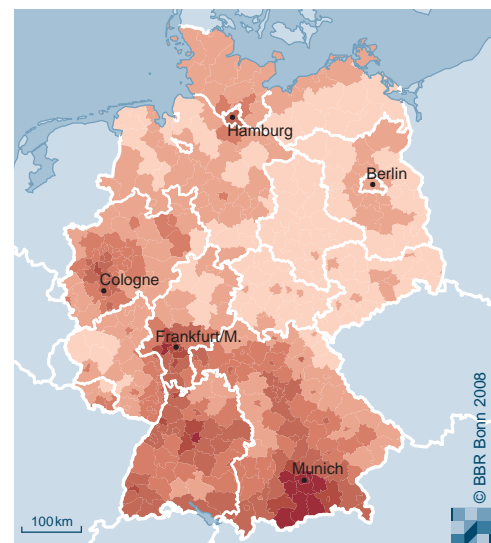 Hamburg
Berlin
Cologne
Frankfurt/M.
Munich
100 km
© BBR Bonn 2008